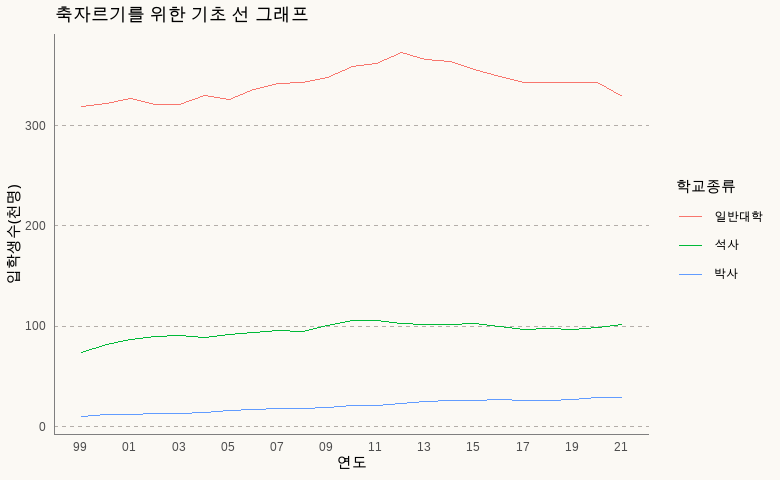 축자르기를 위한 기초 선 그래프
입학생수(천명)
300
200
100
0
99 01 03 05 07 09 11 13 15 17 19 21
연도
학교종류
일반대학
석사
박사